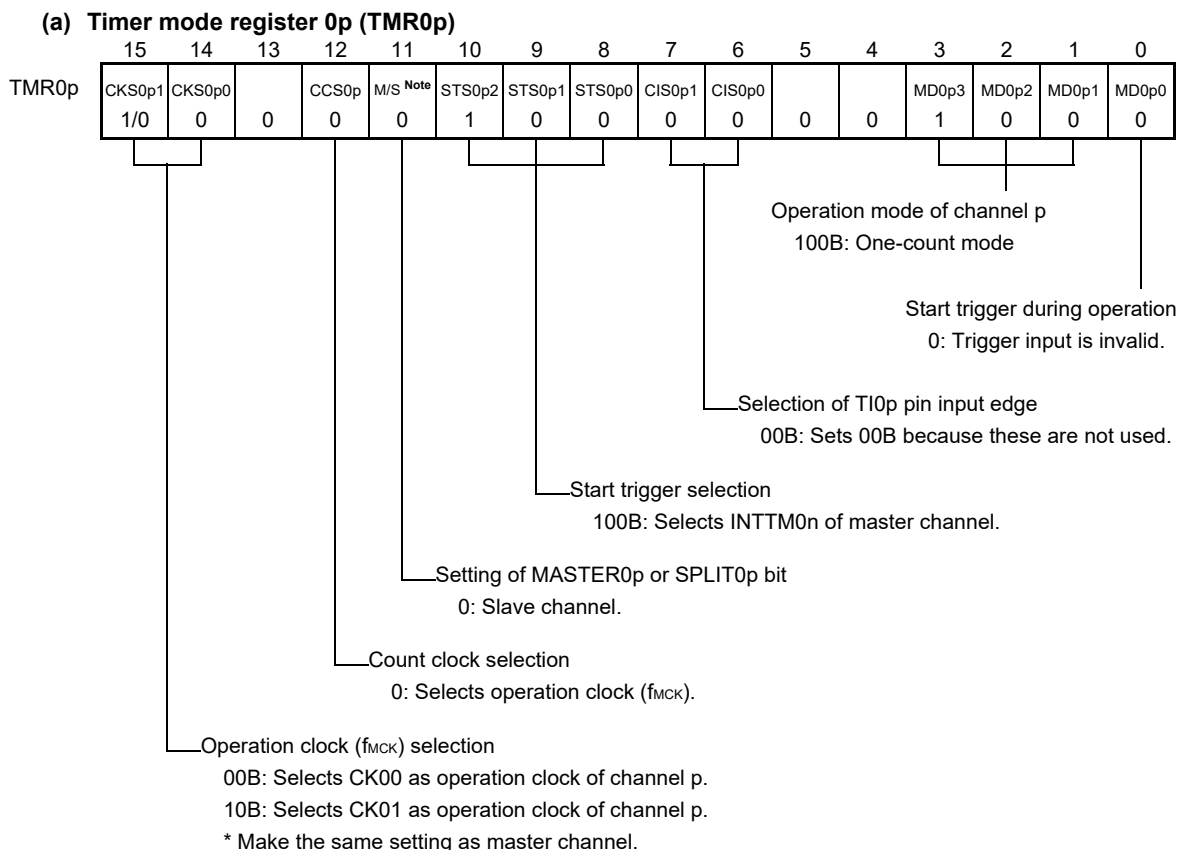 (a) Timer mode register 0p (TMR0p)
15 14 13 12 11 10 9 8 7 6 5 4 3 2 1 0
TMR0p CKS0p1 CKS0p0 CCS0p M/S Note STS0p2 STS0p1 STS0p0 CIS0p1 CIS0p0 MD0p3 MD0p2 MD0p1 MD0p0
1/0 0 0 0 0 1 0 0 0 0 0 0 1 0 0 0
Operation mode of channel p
100B: One-count mode
Start trigger during operation
0: Trigger input is invalid.
Selection of TI0p pin input edge
00B: Sets 00B because these are not used.
Start trigger selection
100B: Selects INTTM0n of master channel.
Setting of MASTER0p or SPLIT0p bit
0: Slave channel.
Count clock selection
0: Selects operation clock (fMCK).
Operation clock (fMCK) selection
00B: Selects CK00 as operation clock of channel p.
10B: Selects CK01 as operation clock of channel p.
* Make the same setting as master channel.